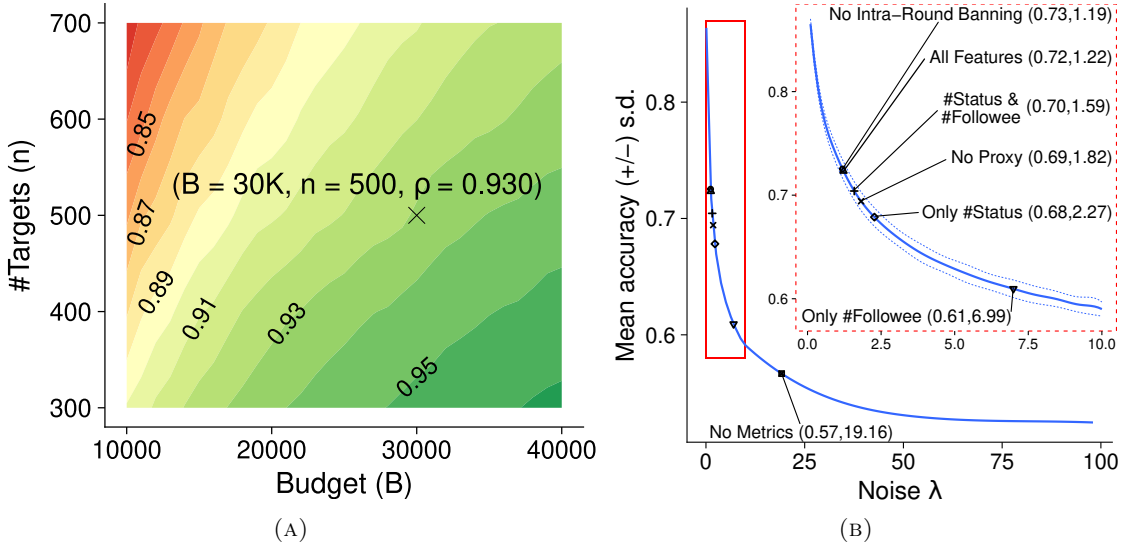 700
600
500
400
300
#Targets (n)
0.85
0.87
0.89
0.91
0.93
0.95
(B = 30K, n = 500, ρ = 0.930)
10000
20000
30000
40000
Budget (B)
(A)
0.8
0.7
0.6
Mean accuracy (+/−) s.d.
No Intra−Round Banning (0.73,1.19)
All Features (0.72,1.22)
#Status & #Followee (0.70,1.59)
No Proxy (0.69,1.82)
Only #Status (0.68,2.27)
Only #Followee (0.61,6.99)
0.8
0.7
0.6
0.0
2.5
5.0
7.5
10.0
No Metrics (0.57,19.16)
0
25
50
75
100
Noise λ
(B)